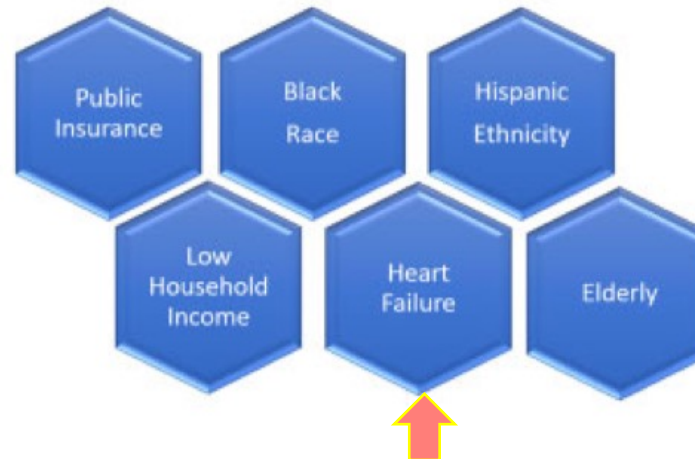 Public
Insurance
Black
Race
Hispanic
Ethnicity
Low
Household
Income
Heart
Failure
Elderly